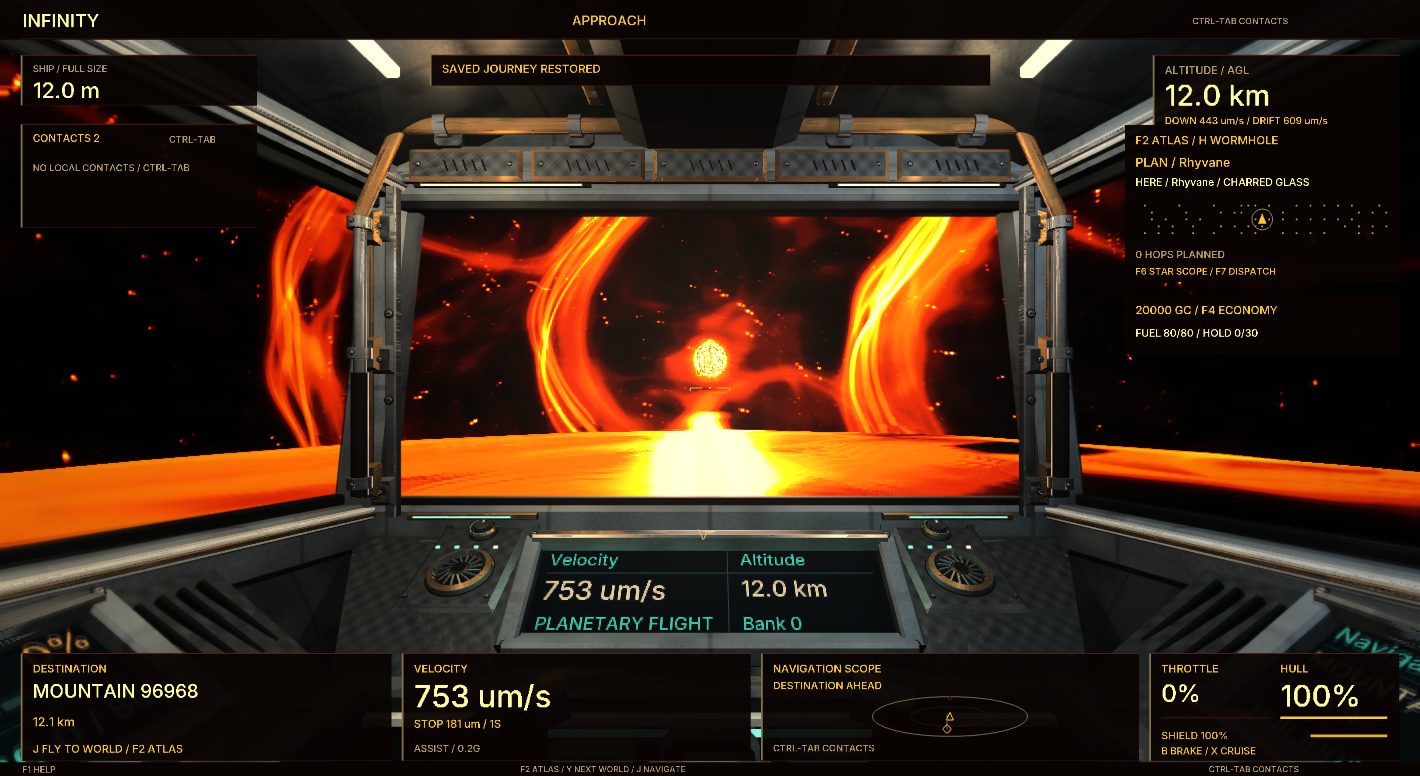 INFINITY
APPROACH
CTRL-TAB CONTACTS
SHIP / FULL SIZE
12.0 m
SAVED JOURNEY RESTORED
ALTITUDE / AGL
12.0 km
DOWN 443 um/s / DRIFT 609 um/s
CONTACTS 2
CTRL-TAB
NO LOCAL CONTACTS / CTRL-TAB
F2 ATLAS / H WORMHOLE
PLAN / Rhyvane
HERE / Rhyvane / CHARRED GLASS
0 HOPS PLANNED
F6 STAR SCOPE / F7 DISPATCH
20000 GC / F4 ECONOMY
FUEL 80/80 / HOLD 0/30
Velocity
Altitude
753 um/s
12.0 km
PLANETARY FLIGHT
Bank 0
DESTINATION
MOUNTAIN 96968
12.1 km
J FLY TO WORLD / F2 ATLAS
VELOCITY
753 um/s
STOP 181 um / 1S
ASSIST / 0.2G
NAVIGATION SCOPE
DESTINATION AHEAD
CTRL-TAB CONTACTS
THROTTLE
0%
HULL
100%
SHIELD 100%
B BRAKE / X CRUISE
F1 HELP
F2 ATLAS / Y NEXT WORLD / J NAVIGATE
CTRL-TAB CONTACTS